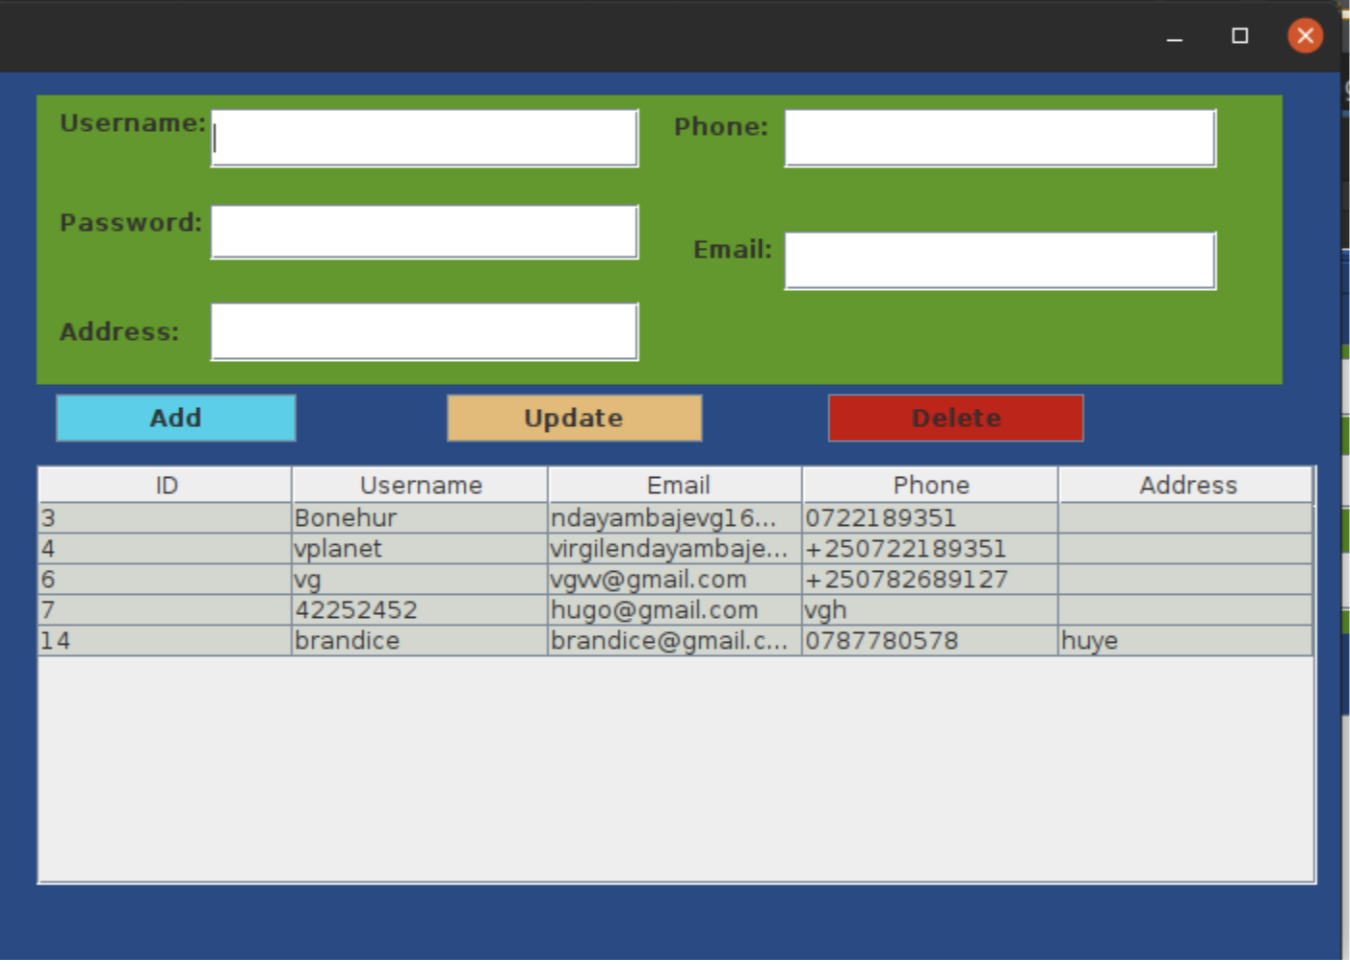 Username: Phone:
Password:
Email:
Address:
Add Update Delete
ID Username Email Phone Address
3 Bonehur ndayambajevg16... 0722189351
4 vplanet virgilendayambaje... +250722189351
6 vg vgvv@gmail.com +250782689127
7 42252452 hugo@gmail.com vgh
14 brandice brandice@gmail.c... 0787780578 huye